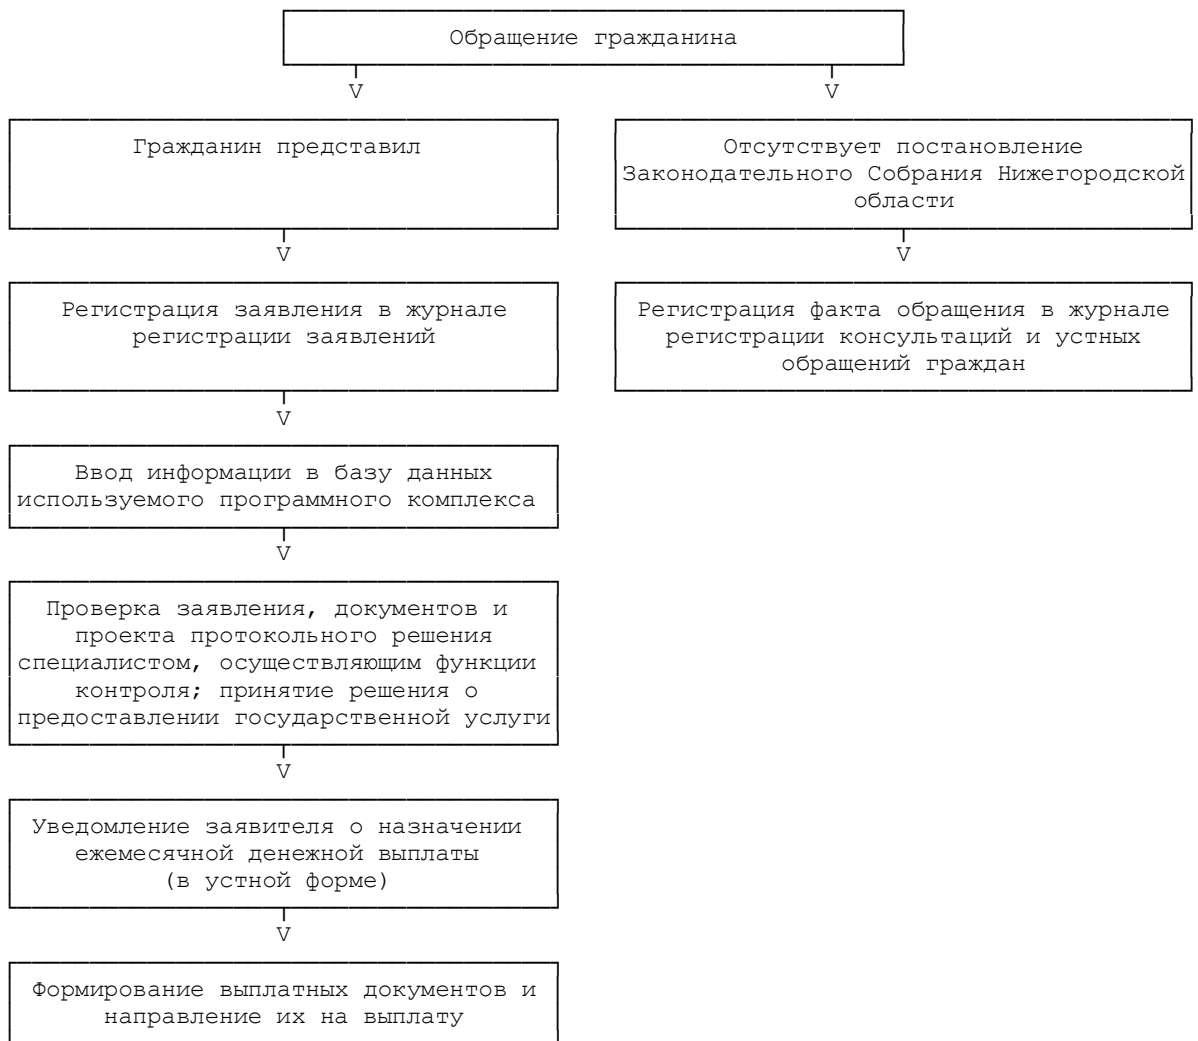 Обращение гражданина
V
V
Гражданин представил
Отсутствует постановление
Законодательного Собрания Нижегородской
области
V
V
Регистрация заявления в журнале
регистрации заявлений
Регистрация факта обращения в журнале
регистрации консультаций и устных
обращений граждан
V
Ввод информации в базу данных
используемого программного комплекса
V
Проверка заявления, документов и
проекта протокольного решения
специалистом, осуществляющим функции
контроля; принятие решения о
предоставлении государственной услуги
V
Уведомление заявителя о назначении
ежемесячной денежной выплаты
(в устной форме)
V
Формирование выплатных документов и
направление их на выплату